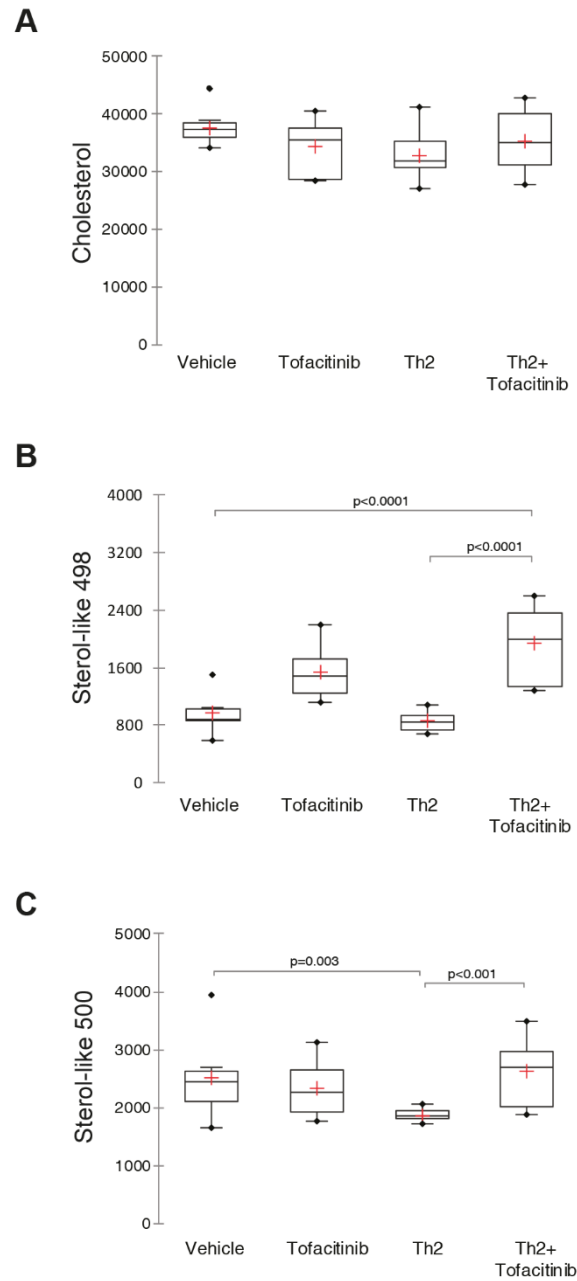 A
Cholesterol
50000
40000
30000
20000
10000
0
Vehicle Tofacitinib Th2 Th2+
Tofacitinib
B
Sterol-like 498
4000
3200
2400
1600
800
0
p<0.0001
p<0.0001
Vehicle Tofacitinib Th2 Th2+
Tofacitinib
C
Sterol-like 500
5000
4000
3000
2000
1000
0
p=0.003
p<0.001
Vehicle Tofacitinib Th2 Th2+
Tofacitinib